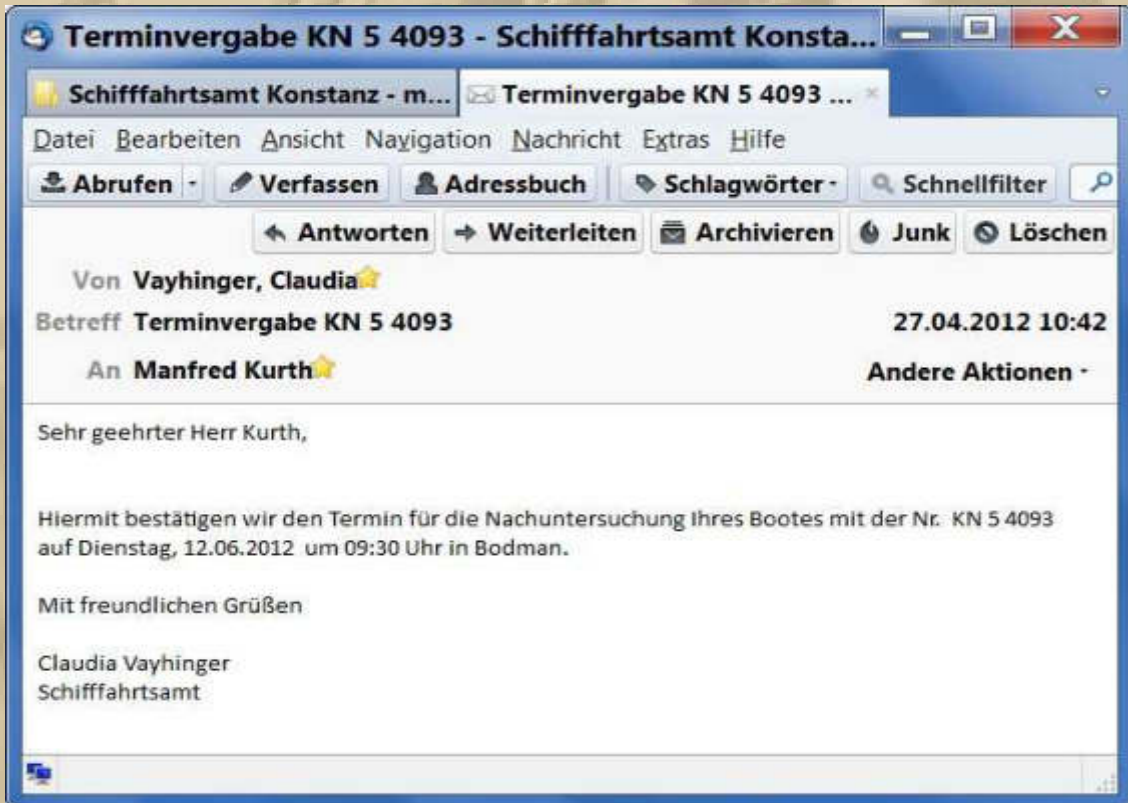 Terminvergabe KN 5 4093 - Schifffahrtsamt Konsta...
Schifffahrtsamt Konstanz - m... Terminvergabe KN 5 4093 ...
Datei Bearbeiten Ansicht Navigation Nachricht Extras Hilfe
Abrufen Verfassen Adressbuch Schlagwörter Schnellfilter
Antworten Weiterleiten Archivieren Junk Löschen
Von Vayhinger, Claudia
Betreff Terminvergabe KN 5 4093 27.04.2012 10:42
An Manfred Kurth Andere Aktionen
Sehr geehrter Herr Kurth,
Hiermit bestätigen wir den Termin für die Nachuntersuchung Ihres Bootes mit der Nr. KN 5 4093
auf Dienstag, 12.06.2012 um 09:30 Uhr in Bodman.
Mit freundlichen Grüßen
Claudia Vayhinger
Schifffahrtsamt